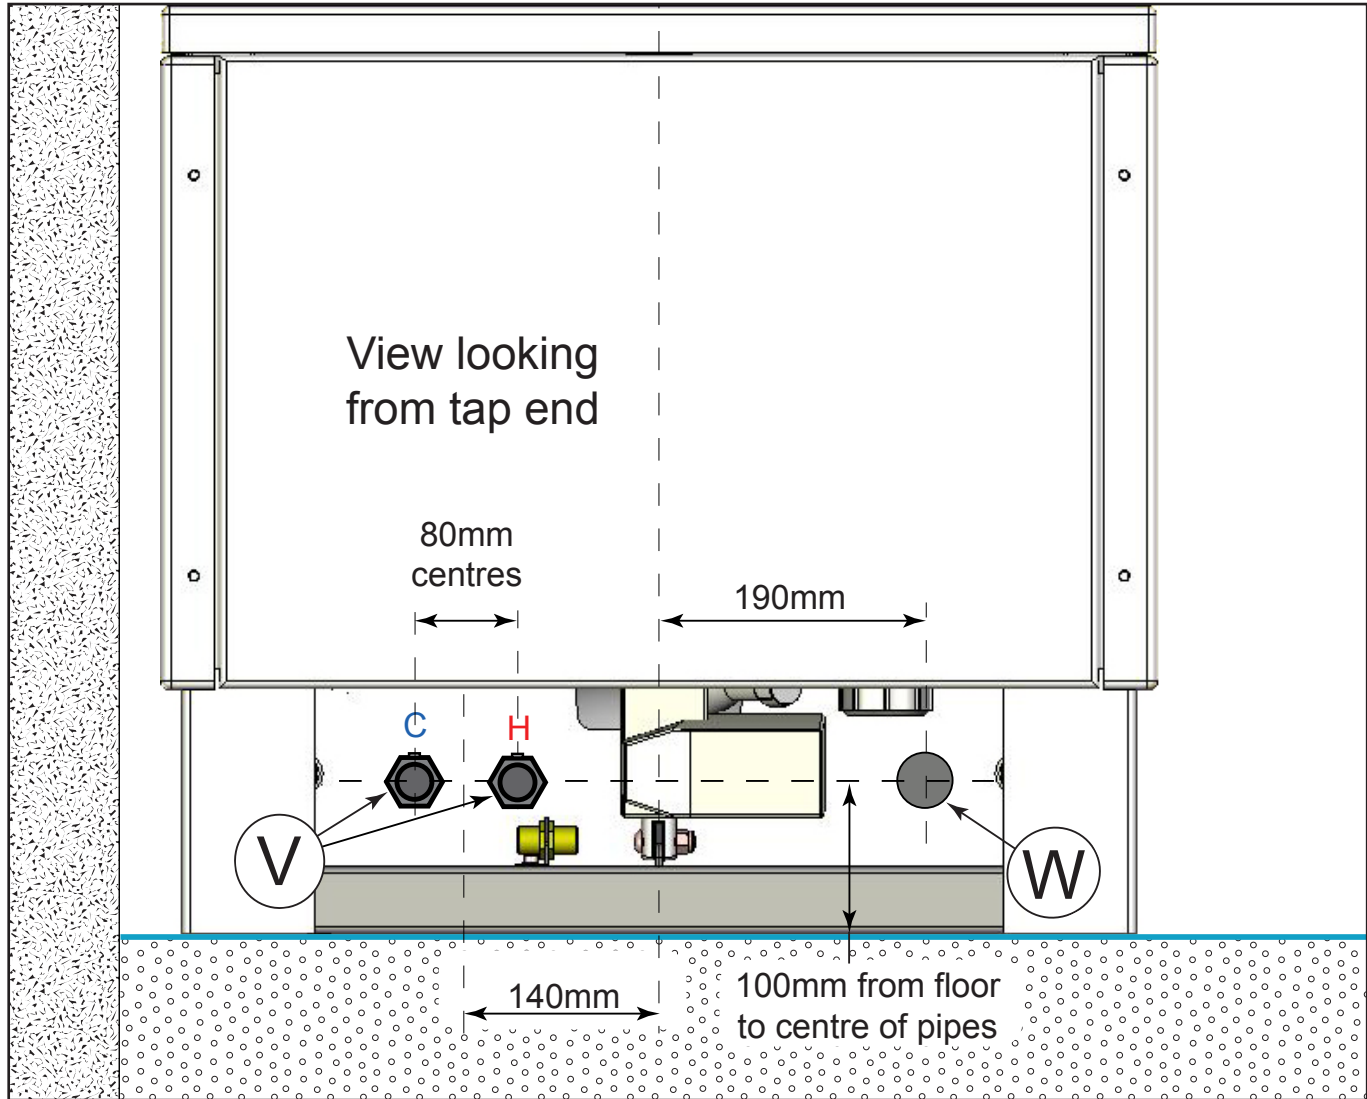 View looking
from tap end
80mm
centres
190mm
C
H
V
W
140mm
100mm from floor
to centre of pipes